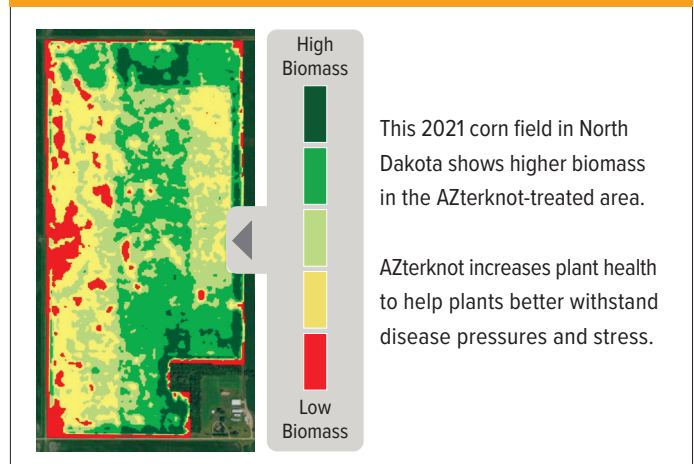 High
Biomass
This 2021 corn field in North
Dakota shows higher biomass
in the AZterknot-treated area.
AZterknot increases plant health
to help plants better withstand
disease pressures and stress.
Low
Biomass